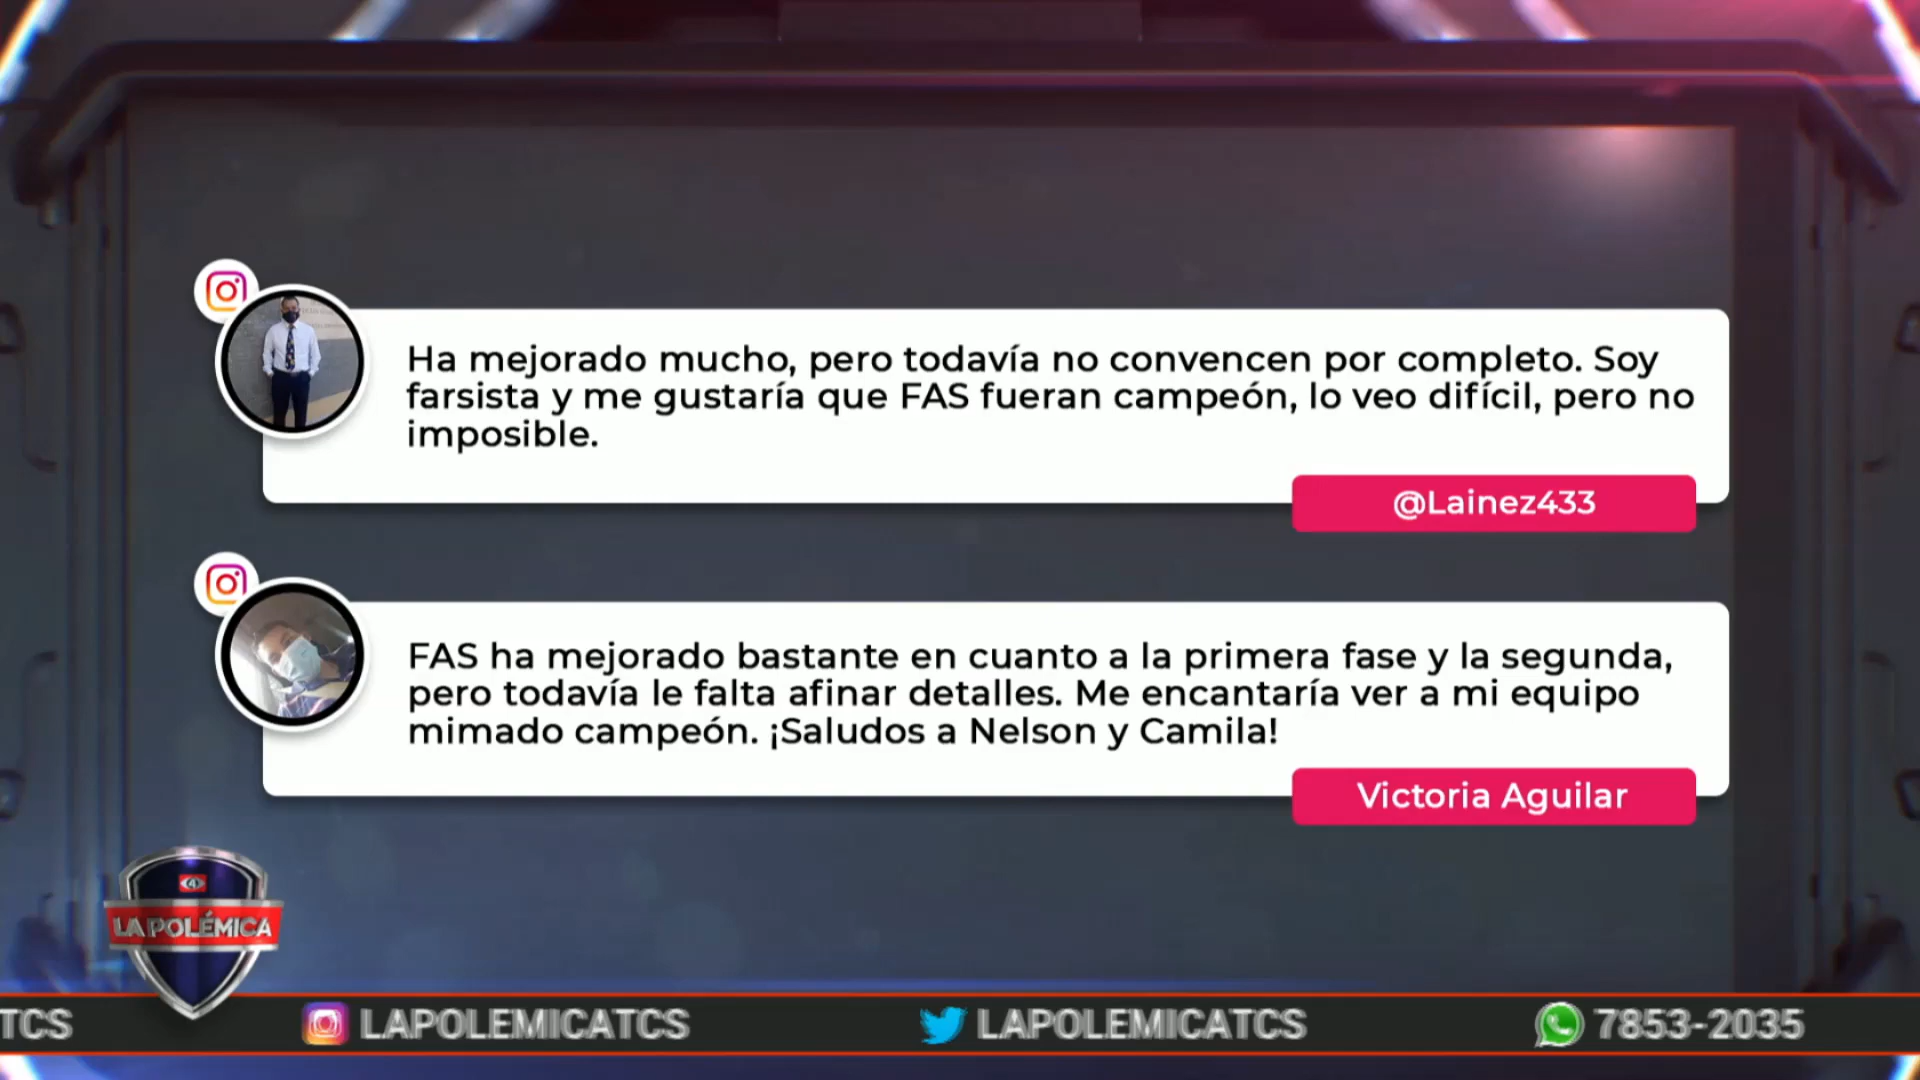 Ha mejorado mucho, pero todavía no convencen por completo. Soy
farsista y me gustaría que FAS fueran campeón, lo veo difícil, pero no
imposible.
@Lainez433
FAS ha mejorado bastante en cuanto a la primera fase y la segunda,
pero todavía le falta afinar detalles. Me encantaría ver a mi equipo
mimado campeón. ¡Saludos a Nelson y Camila!
Victoria Aguilar
4
LA POLÉMICA
TCS LAPOLEMICATCS LAPOLEMICATCS 7853-2035